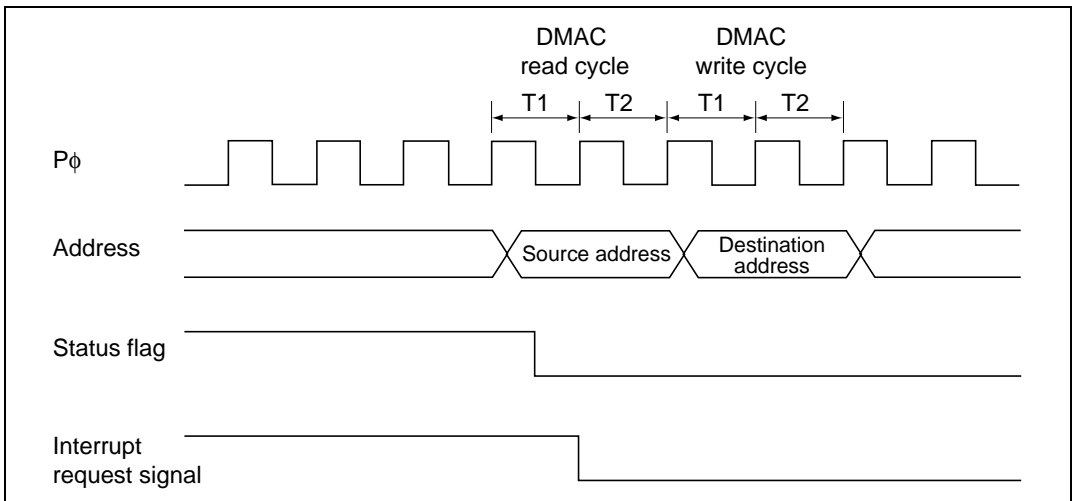 DMAC DMAC
read cycle write cycle
T1 T2 T1 T2
Pϕ
Address
Source address
Destination
address
Status flag
Interrupt
request signal